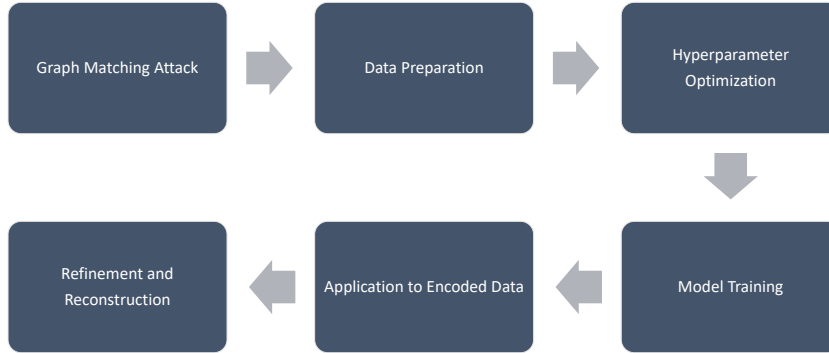 Graph Matching Attack
Data Preparation
Hyperparameter
Optimization
Model Training
Application to Encoded Data
Refinement and
Reconstruction